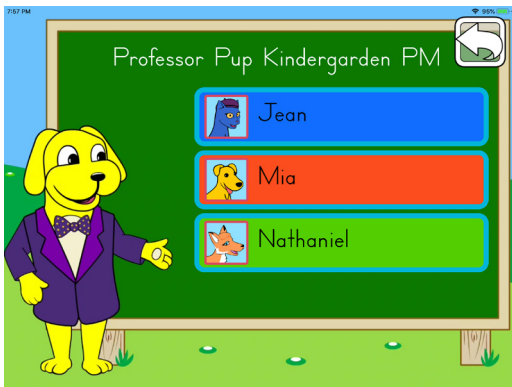 7:57 PM
95%
Professor Pup Kindergarden PM
Jean
Mia
Nathaniel